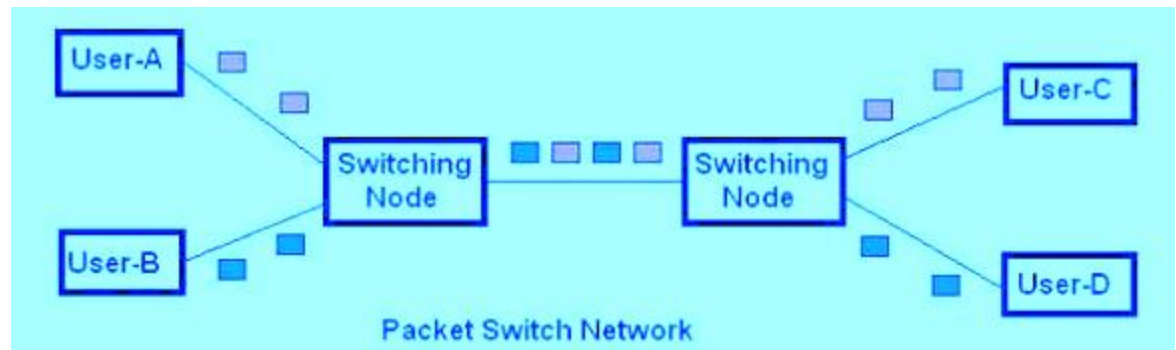 User-A
User-C
Switching
Node
Switching
Node
User-B
User-D
Packet Switch Network